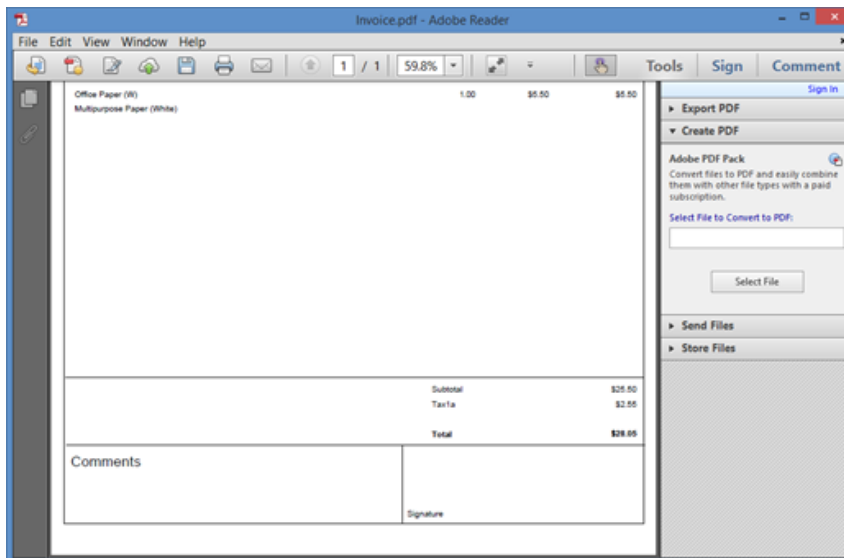 Invoice.pdf - Adobe Reader
File Edit View Window Help
1 / 1 59.8% Tools Sign Comment
Sign In
Office Paper (W) 1.00 $5.50 $5.50
Multipurpose Paper (White)
Export PDF
Create PDF
Adobe PDF Pack
Convert files to PDF and easily combine
them with other file types with a paid
subscription.
Select File to Convert to PDF:
Select File
Send Files
Store Files
Subtotal $25.50
Tax1a $2.55
Total $28.05
Comments
Signature